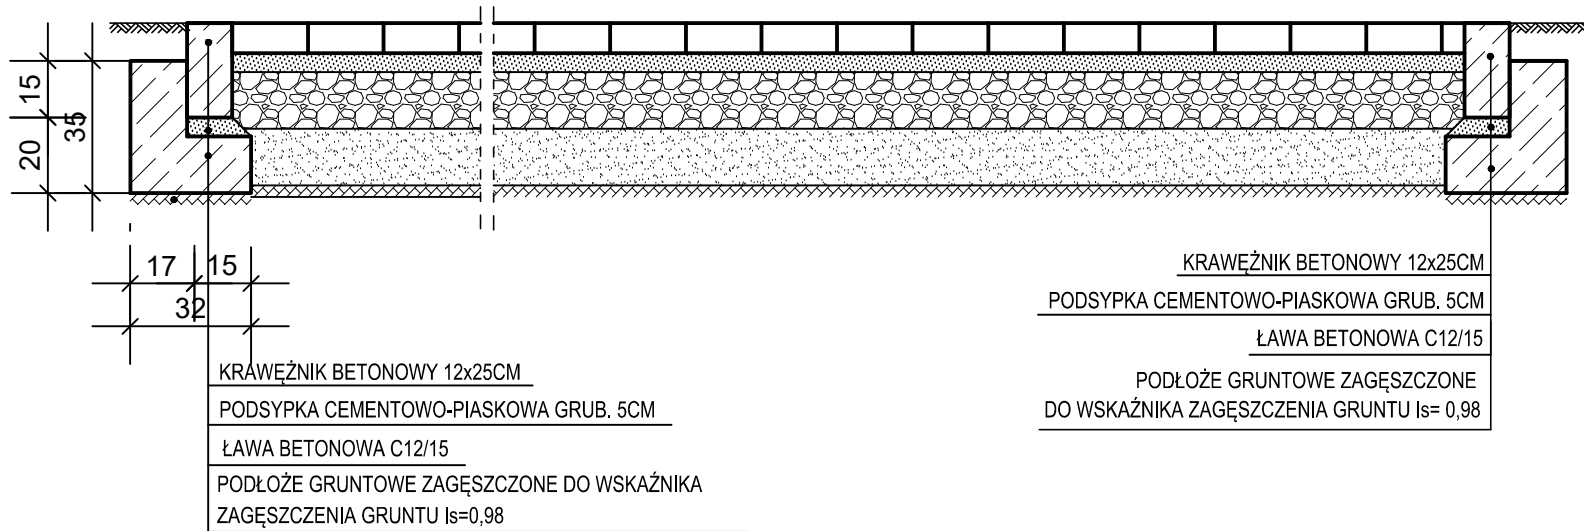 15
35
20
17 15
32
KRAWĘŻNIK BETONOWY 12x25CM
PODSYPKA CEMENTOWO-PIASKOWA GRUB. 5CM
ŁAWA BETONOWA C12/15
PODŁOŻE GRUNTOWE ZAGĘSZCZONE DO WSKAŹNIKA
ZAGĘSZCZENIA GRUNTU Is=0,98
KRAWĘŻNIK BETONOWY 12x25CM
PODSYPKA CEMENTOWO-PIASKOWA GRUB. 5CM
ŁAWA BETONOWA C12/15
PODŁOŻE GRUNTOWE ZAGĘSZCZONE
DO WSKAŹNIKA ZAGĘSZCZENIA GRUNTU Is= 0,98